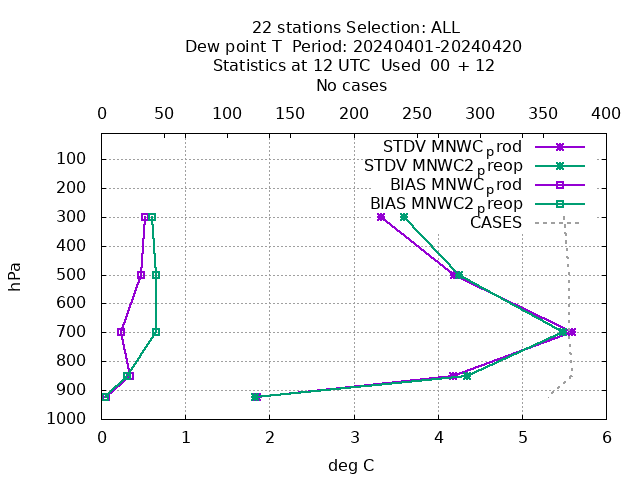 22 stations Selection: ALL
Dew point T  Period: 20240401-20240420
Statistics at 12 UTC  Used  00 + 12
No cases
0 50 100 150 200 250 300 350 400
STDV MNWC_prod
STDV MNWC2_preop
BIAS MNWC_prod
BIAS MNWC2_preop
CASES
hPa
100
200
300
400
500
600
700
800
900
1000
0 1 2 3 4 5 6
deg C